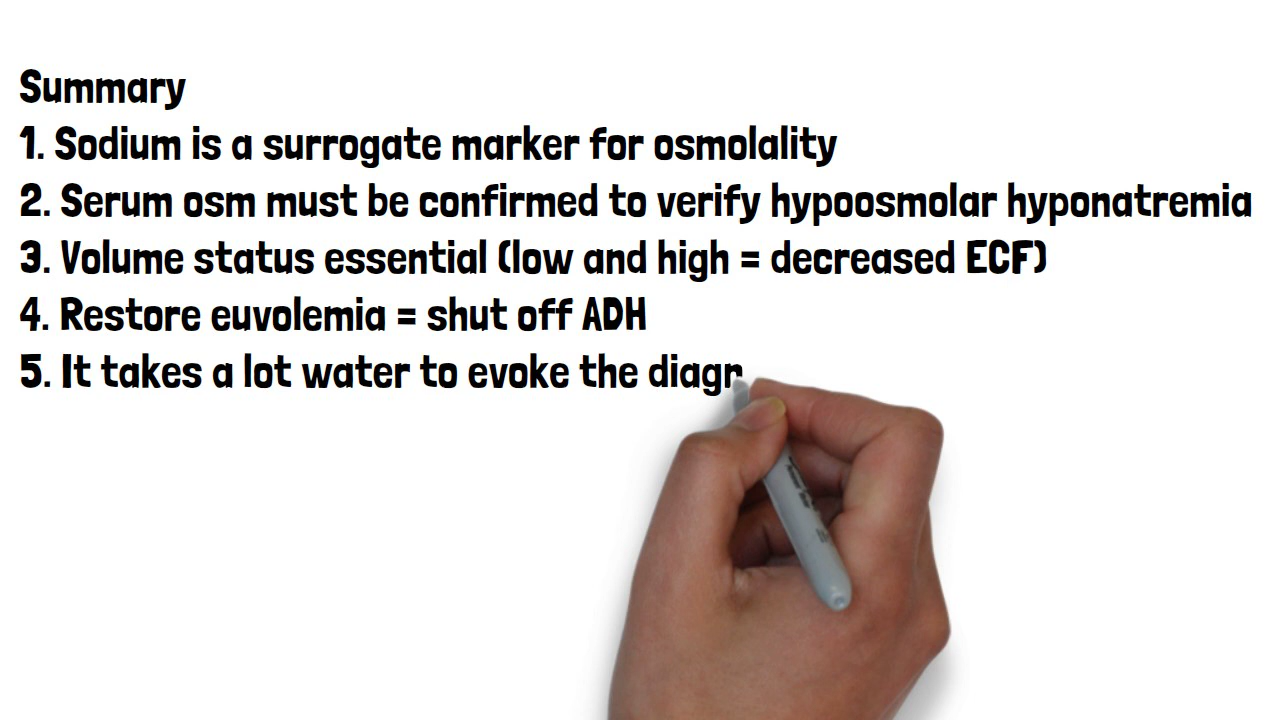 Summary
1. Sodium is a surrogate marker for osmolality
2. Serum osm must be confirmed to verify hypoosmolar hyponatremia
3. Volume status essential (low and high = decreased ECF)
4. Restore euvolemia = shut off ADH
5. It takes a lot water to evoke the diagn